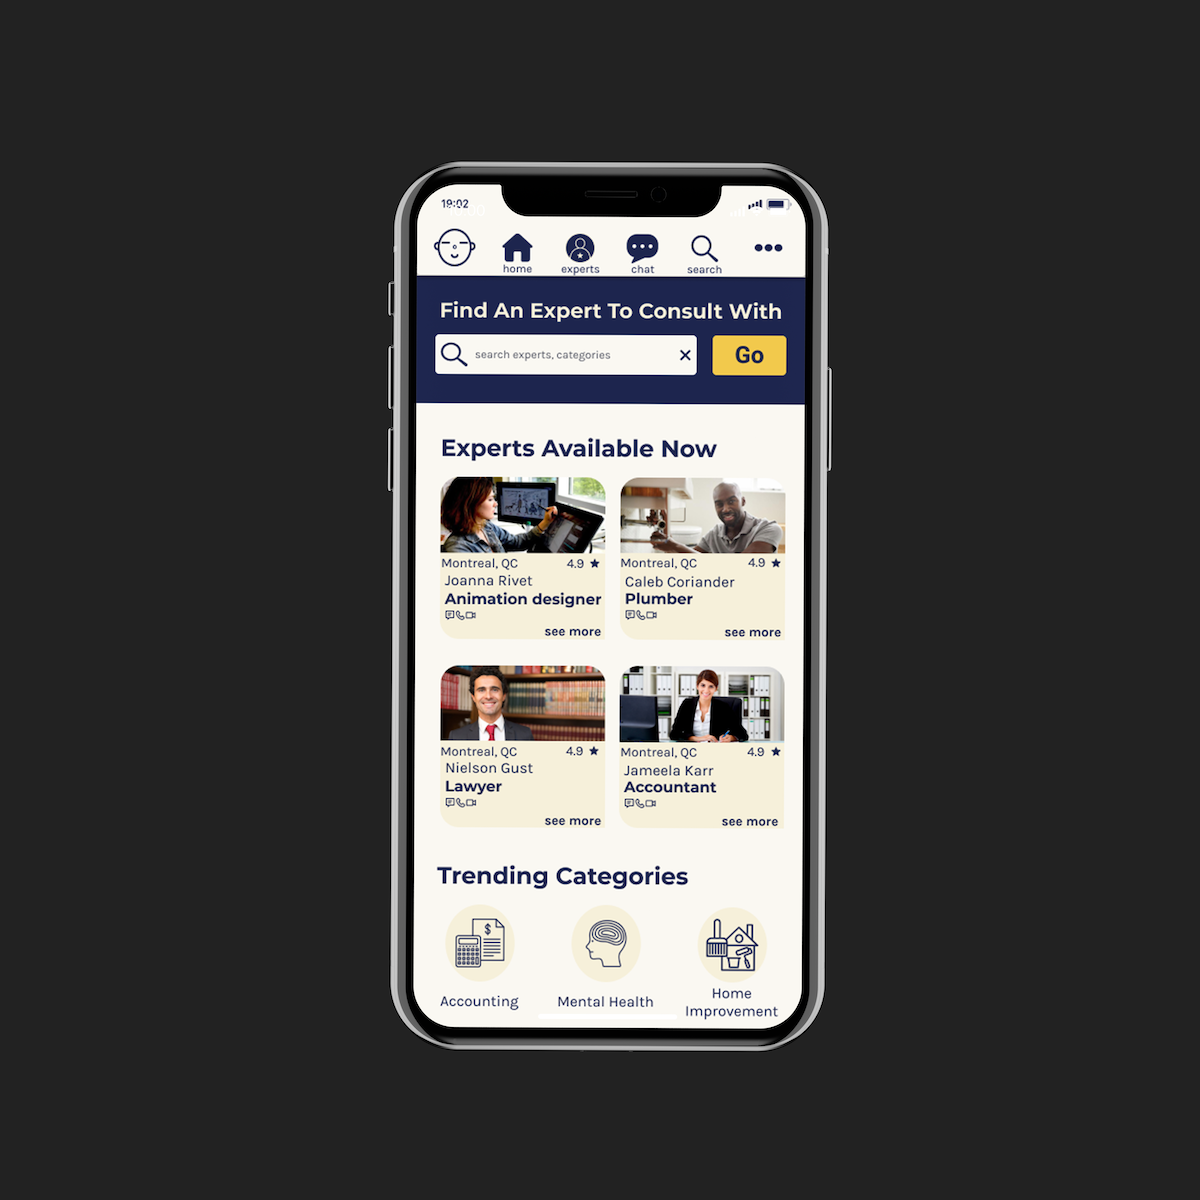 19:02
home experts chat search
Find An Expert To Consult With
search experts, categories
Go
Experts Available Now
Montreal, QC 4.9
Joanna Rivet
Animation designer
see more
Montreal, QC 4.9
Caleb Coriander
Plumber
see more
Montreal, QC 4.9
Nielson Gust
Lawyer
see more
Montreal, QC 4.9
Jameela Karr
Accountant
see more
Trending Categories
$
Accounting
Mental Health
Home
Improvement